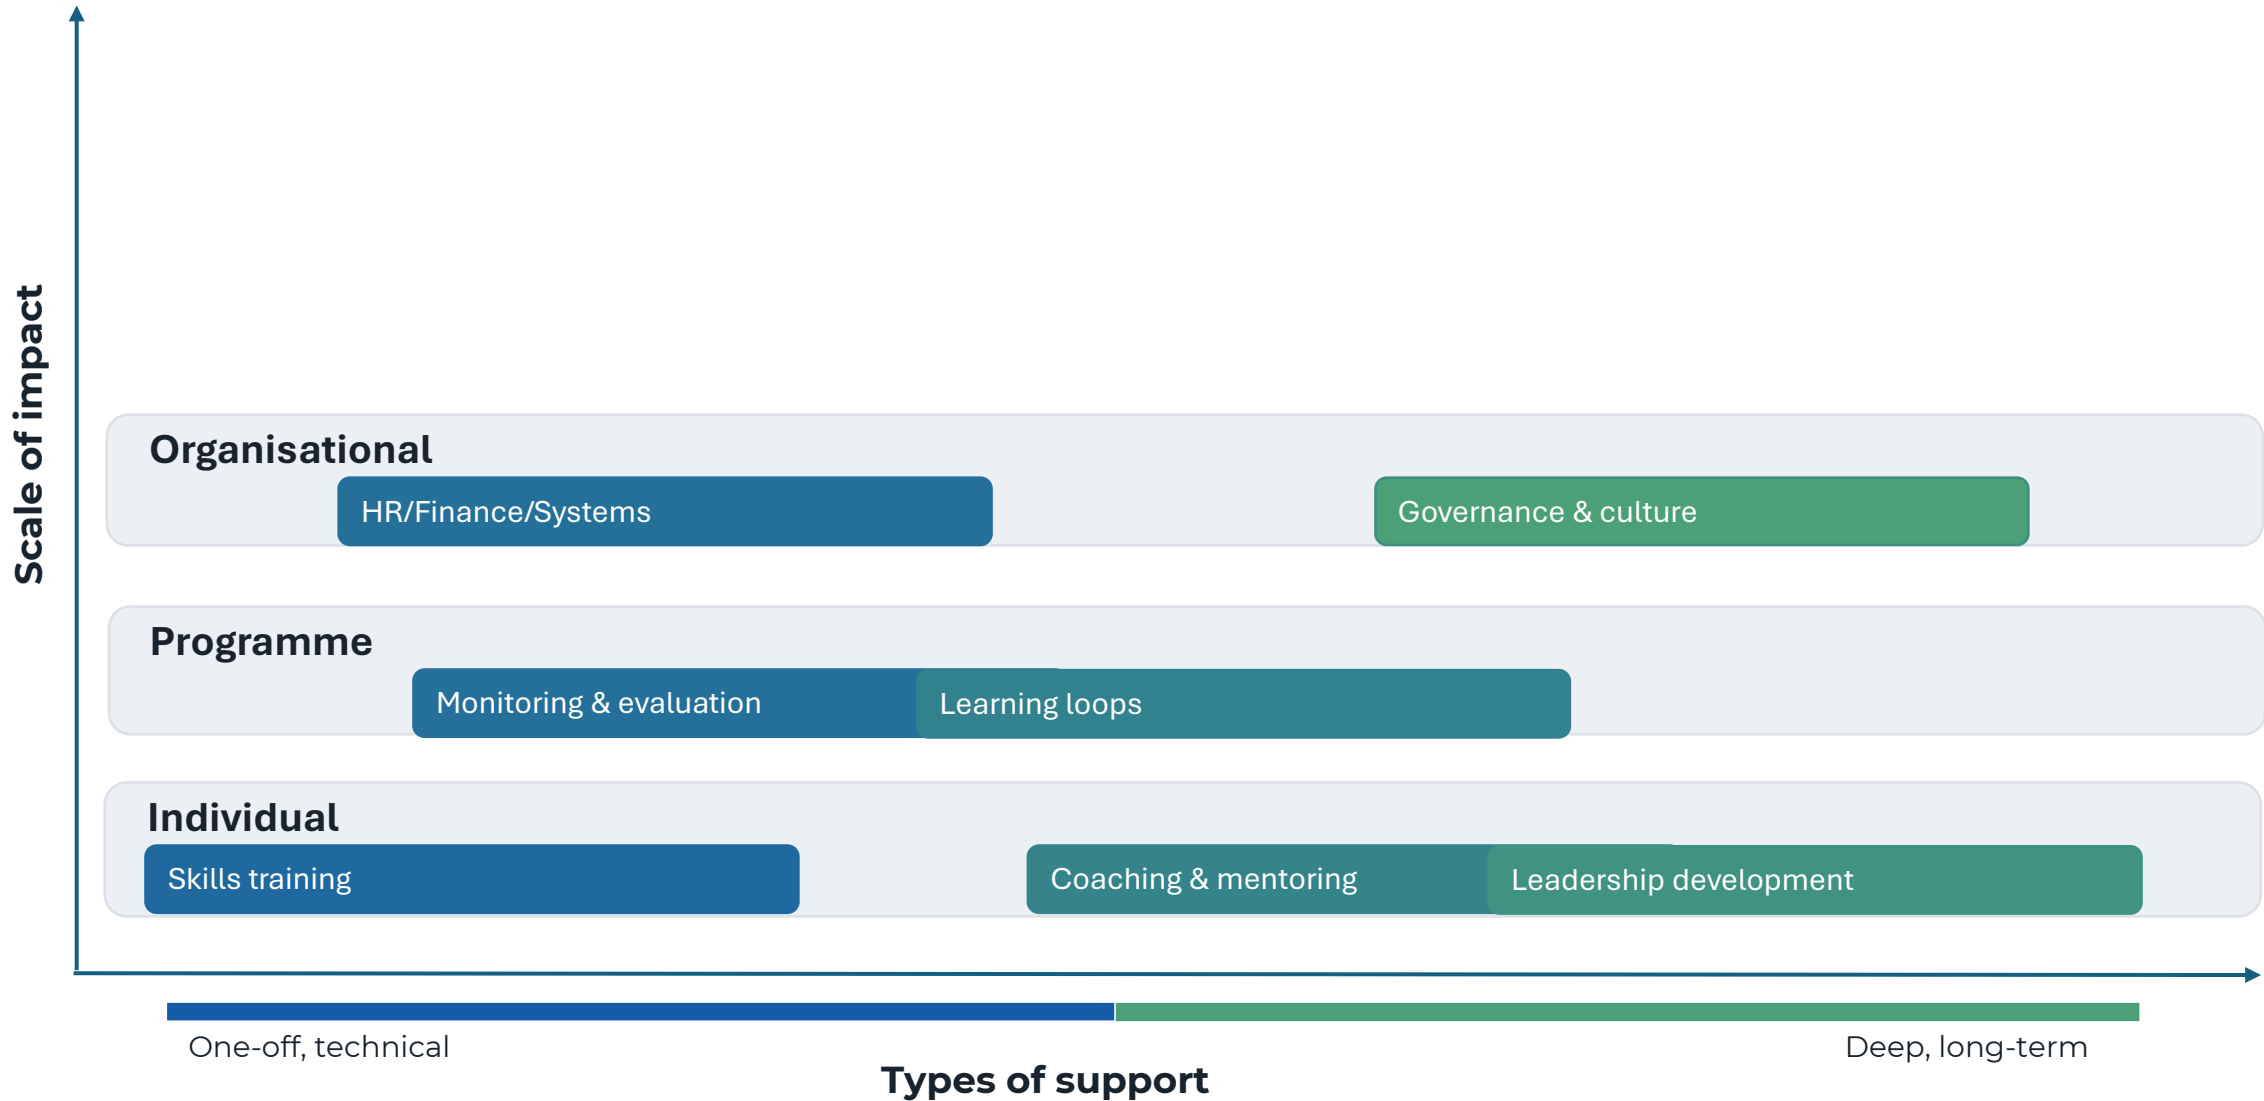 Scale of impact
Organisational
HR/Finance/Systems
Governance & culture
Programme
Monitoring & evaluation
Learning loops
Individual
Skills training
Coaching & mentoring
Leadership development
One-off, technical
Deep, long-term
Types of support